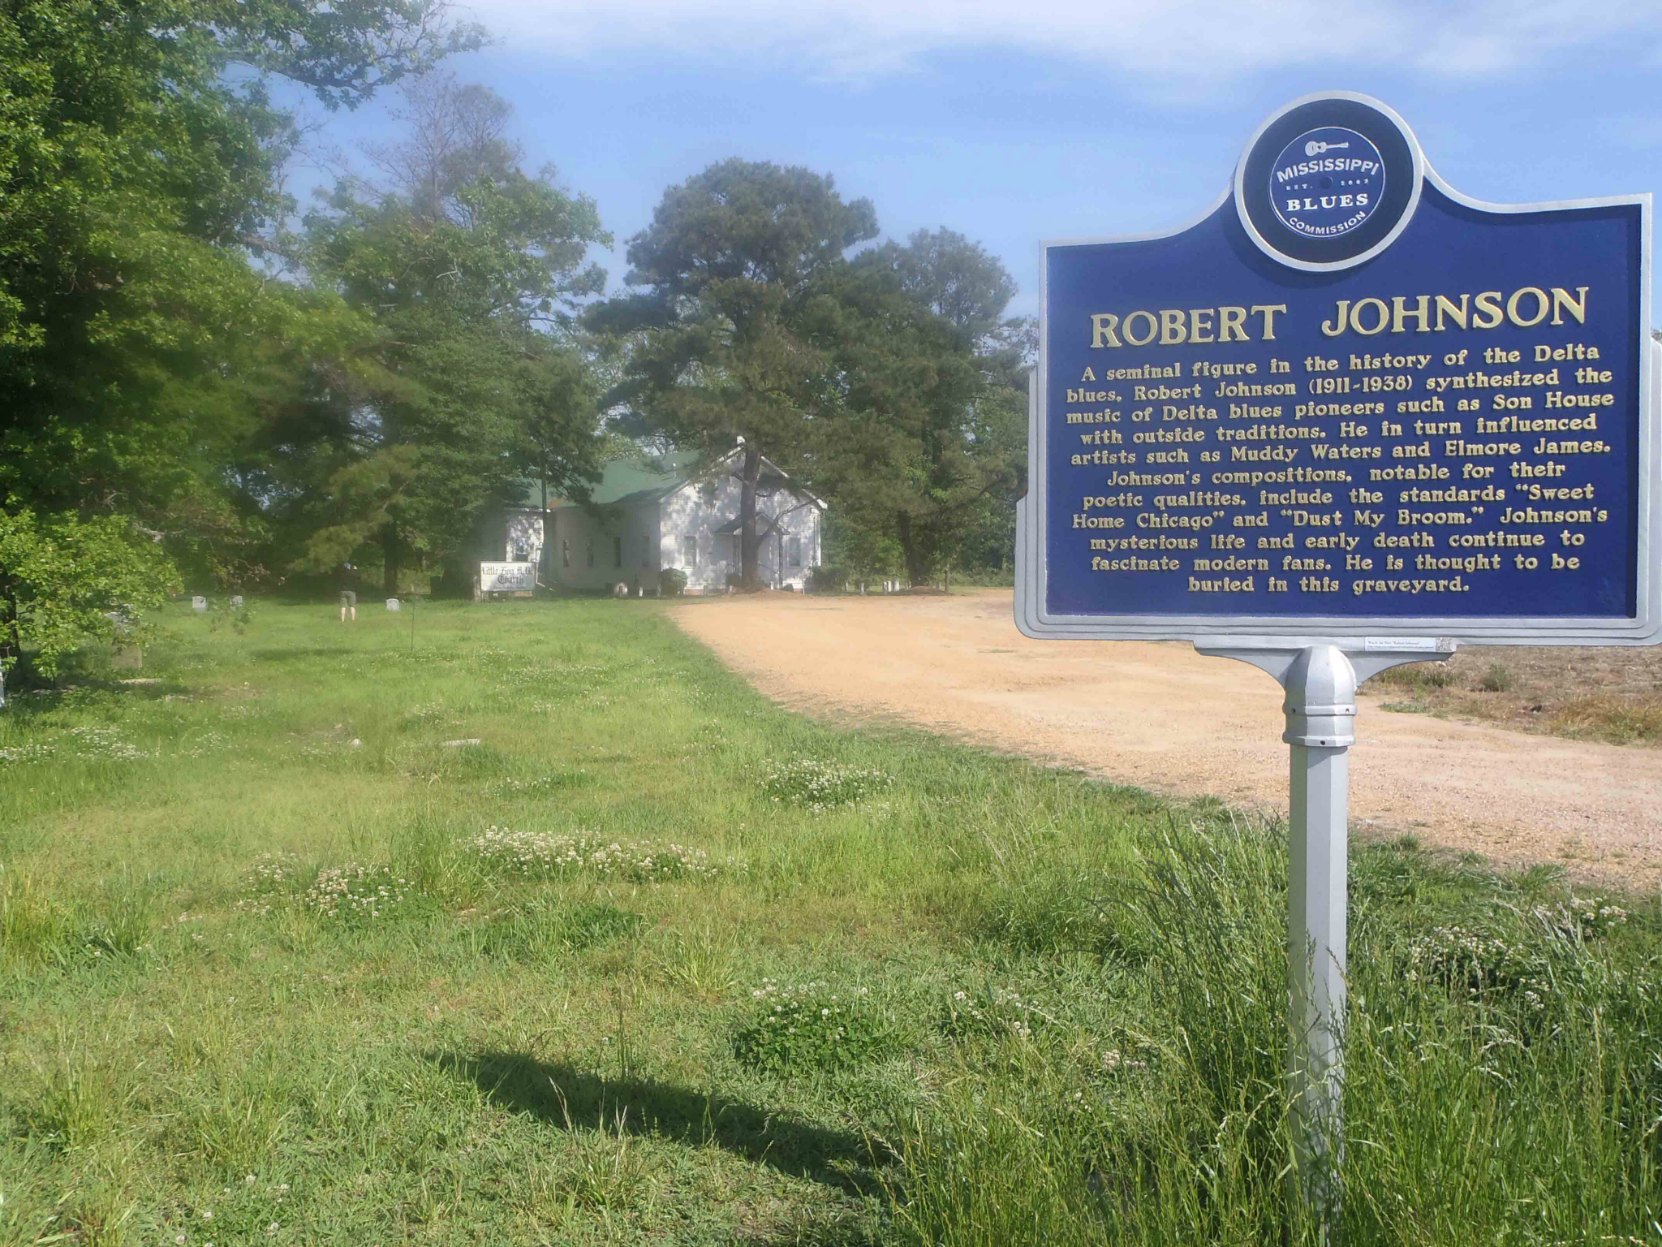 MISSISSIPPI
EST. 2003
BLUES
COMMISSION
ROBERT JOHNSON
A seminal figure in the history of the Delta
blues, Robert Johnson (1911-1938) synthesized the
music of Delta blues pioneers such as Son House
with outside traditions. He in turn influenced
artists such as Muddy Waters and Elmore James.
Johnson's compositions, notable for their
poetic qualities, include the standards "Sweet
Home Chicago" and "Dust My Broom." Johnson's
mysterious life and early death continue to
fascinate modern fans. He is thought to be
buried in this graveyard.
Little Zion M.B.
Church